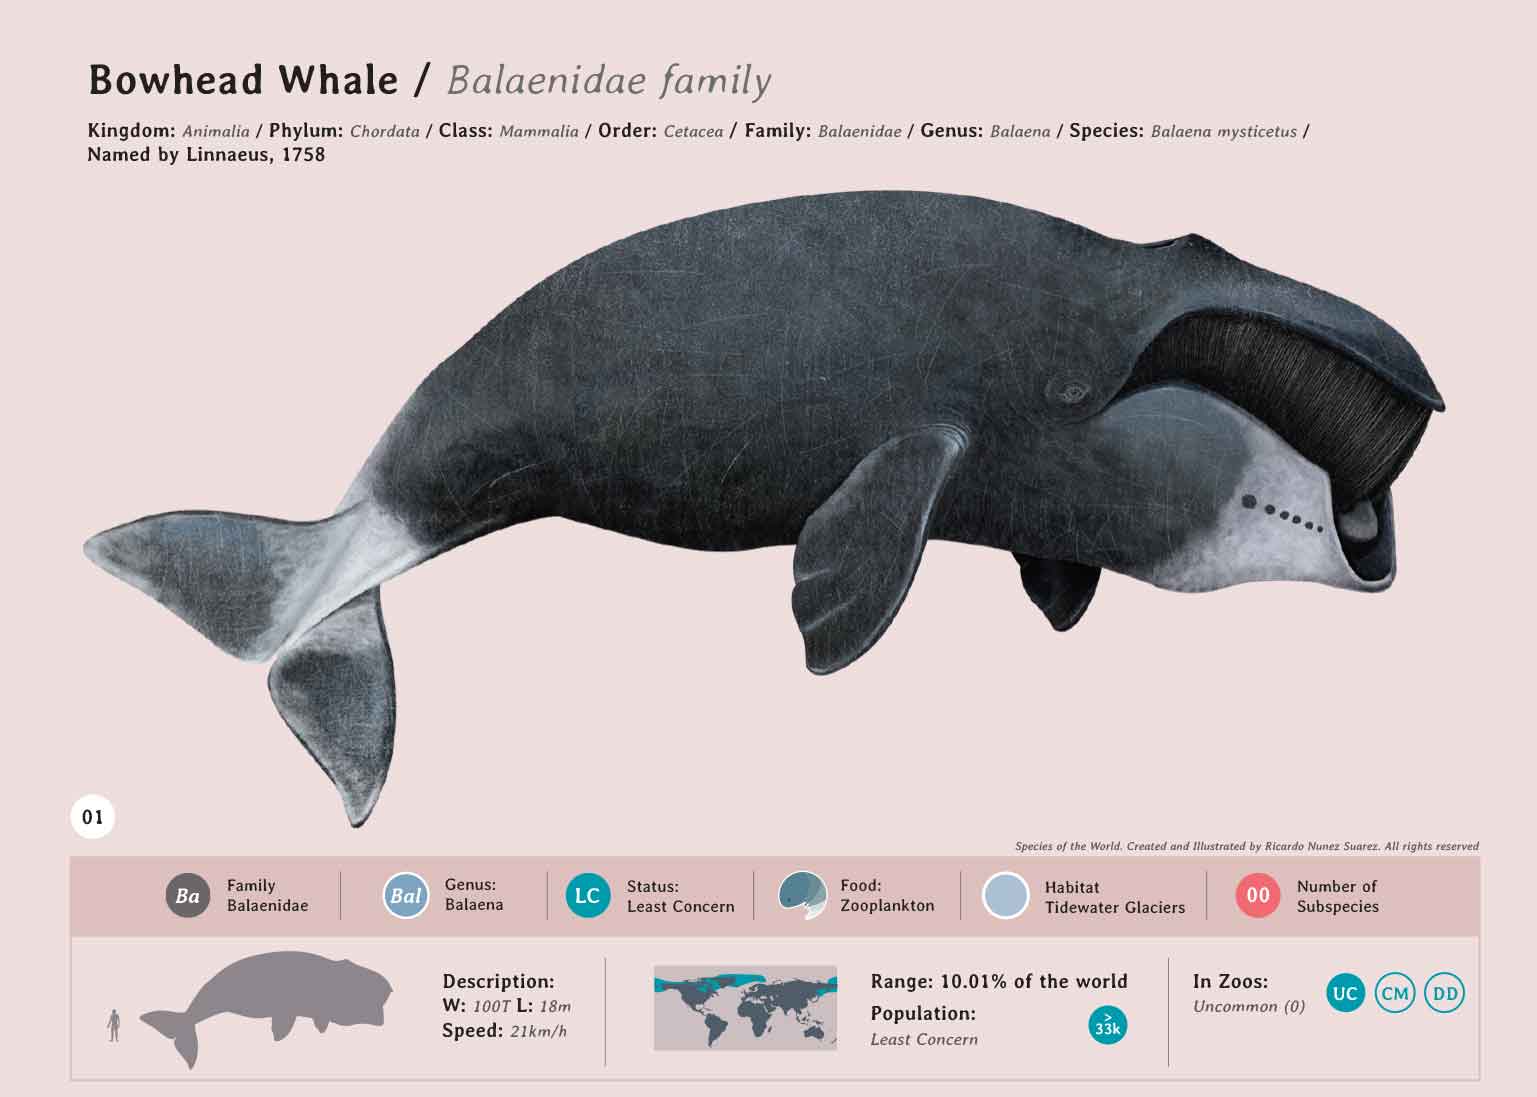 Bowhead Whale / Balaenidae family
Kingdom: Animalia / Phylum: Chordata / Class: Mammalia / Order: Cetacea / Family: Balaenidae / Genus: Balaena / Species: Balaena mysticetus /
Named by Linnaeus, 1758
01
Species of the World. Created and Illustrated by Ricardo Nunez Suarez. All rights reserved
Ba
Family
Balaenidae
Bal
Genus:
Balaena
LC
Status:
Least Concern
Food:
Zooplankton
Habitat
Tidewater Glaciers
00
Number of
Subspecies
Description:
W: 100T L: 18m
Speed: 21km/h
Range: 10.01% of the world
Population:
Least Concern
>
33k
In Zoos:
Uncommon (0)
UC
CM
DD